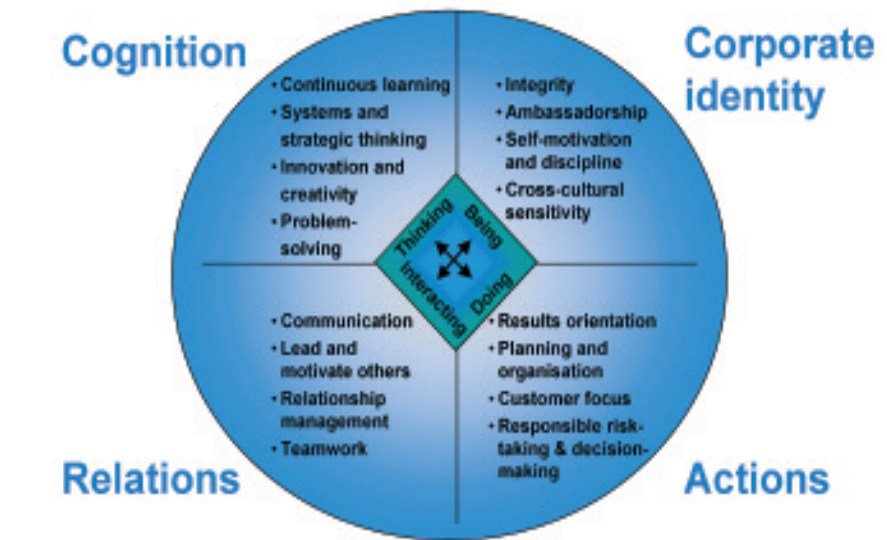 Cognition
• Continuous learning
• Systems and
strategic thinking
• Innovation and
creativity
• Problem-
solving
Corporate
identity
• Integrity
• Ambassadorship
• Self-motivation
and discipline
• Cross-cultural
sensitivity
Thinking
Being
Interacting
Doing
Relations
• Communication
• Lead and
motivate others
• Relationship
management
• Teamwork
Actions
• Results orientation
• Planning and
organisation
• Customer focus
• Responsible risk-
taking & decision-
making